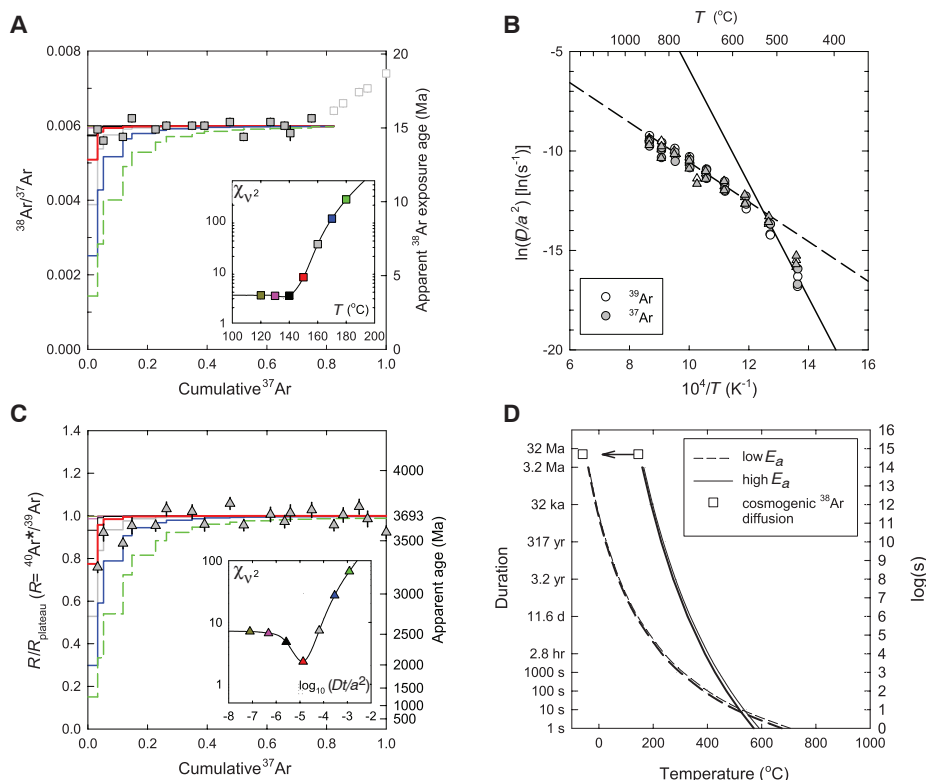 A
0.008
0.006
0.004
0.002
0.000
³⁸Ar/³⁷Ar
0.0 0.2 0.4 0.6 0.8 1.0
Cumulative ³⁷Ar
20
15
10
5
0
Apparent ³⁸Ar exposure age (Ma)
χᵥ²
100
10
1
T (°C)
100 120 140 160 180 200
B
T (°C)
900 700 500 400
-5
-10
-15
-20
ln(D/a²) [ln(s⁻¹)]
³⁹Ar
³⁷Ar
6 8 10 12 14 16
10⁴/T (K⁻¹)
C
1.4
1.2
1.0
0.8
0.6
0.4
0.2
0.0
R/Rplateau (R= ⁴⁰Ar*/³⁹Ar)
0.0 0.2 0.4 0.6 0.8 1.0
Cumulative ³⁷Ar
4000
3693
3500
3000
2500
2000
1500
1000
500
Apparent age (Ma)
χᵥ²
100
10
1
log₁₀ (Dt/a²)
-8 -7 -6 -5 -4 -3 -2
D
32 Ma
3.2 Ma
32 ka
317 yr
3.2 yr
11.6 d
2.8 hr
1000 s
100 s
10 s
1 s
Duration
low Eₐ
high Eₐ
cosmogenic ³⁸Ar
diffusion
16
15
14
13
12
11
10
9
8
7
6
5
4
3
2
1
0
log(s)
0 200 400 600 800 1000
Temperature (°C)